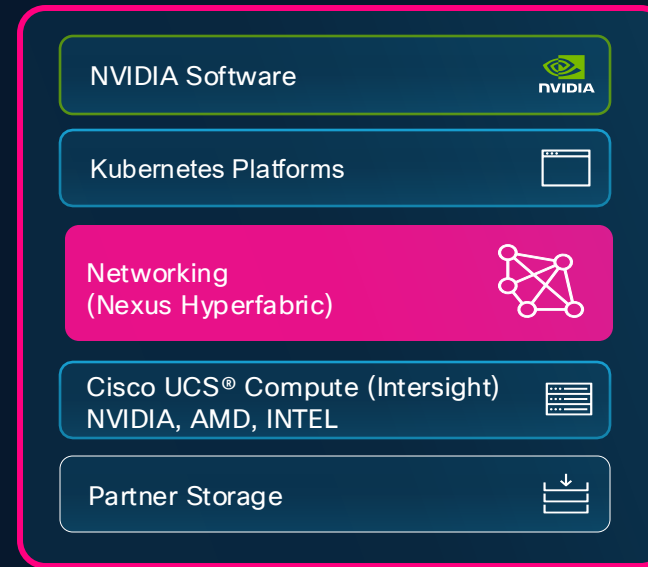 NVIDIA Software
NVIDIA
Kubernetes Platforms
Networking
(Nexus Hyperfabric)
Cisco UCS® Compute (Intersight)
NVIDIA, AMD, INTEL
Partner Storage